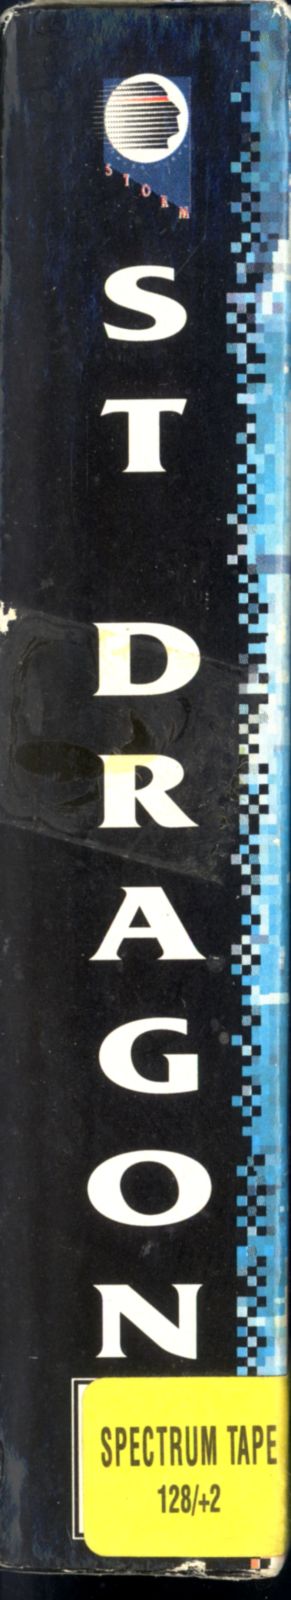 STORM
ST DRAGON
SPECTRUM TAPE
128/+2